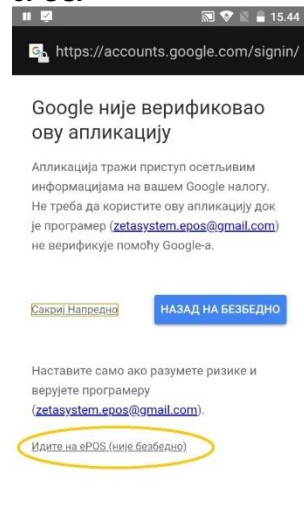 15.44
https://accounts.google.com/signin/
Google није верификовао
ову апликацију
Апликација тражи приступ осетљивим
информацијама на вашем Google налогу.
Не треба да користите ову апликацију док
је програмер (zetasystem.epos@gmail.com)
не верификује помоћу Google-а.
Сакриј Напредно
НАЗАД НА БЕЗБЕДНО
Наставите само ако разумете ризике и
верујете програмеру
(zetasystem.epos@gmail.com).
Идите на ePOS (није безбедно)